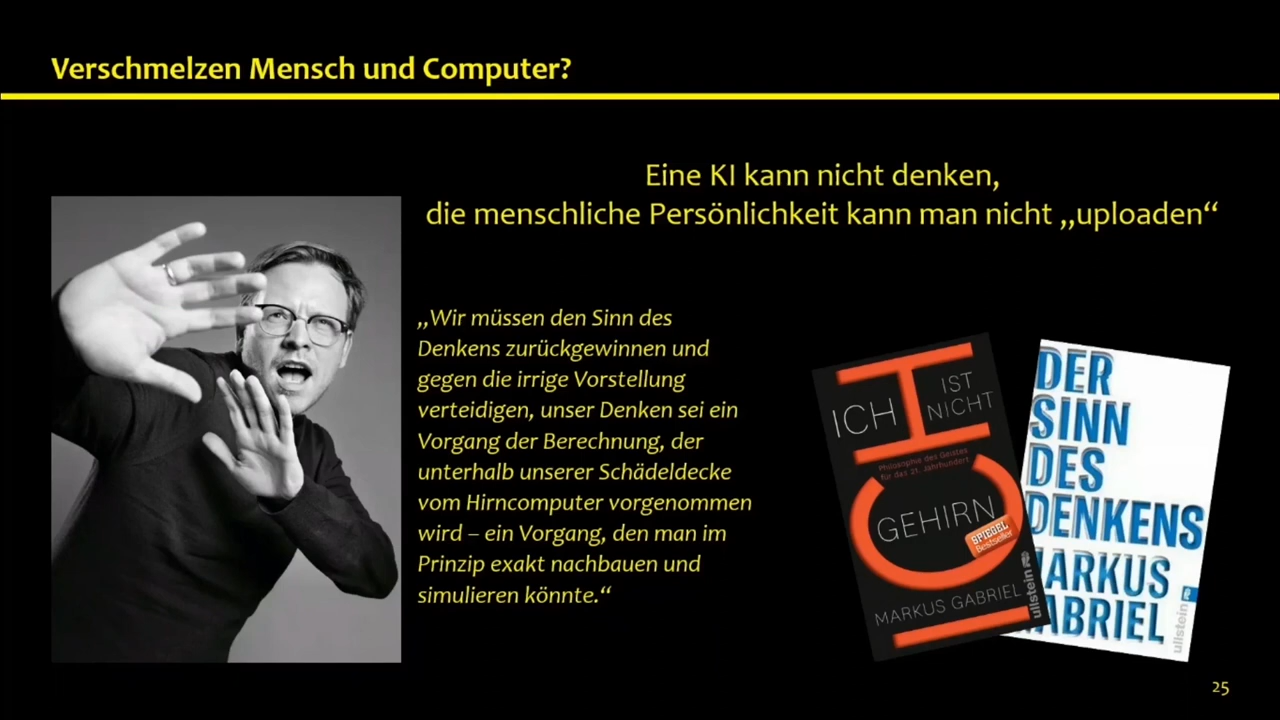 Verschmelzen Mensch und Computer?
Eine KI kann nicht denken,
die menschliche Persönlichkeit kann man nicht „uploaden“
„Wir müssen den Sinn des
Denkens zurückgewinnen und
gegen die irrige Vorstellung
verteidigen, unser Denken sei ein
Vorgang der Berechnung, der
unterhalb unserer Schädeldecke
vom Hirncomputer vorgenommen
wird – ein Vorgang, den man im
Prinzip exakt nachbauen und
simulieren könnte.“
ICH
IST
NICHT
ICH
Philosophie des Geistes
für das 21. Jahrhundert
GEHIRN
SPIEGEL
Bestseller
MARKUS GABRIEL
ullstein
DER
SINN
DES
DENKENS
MARKUS
GABRIEL
ullstein
25